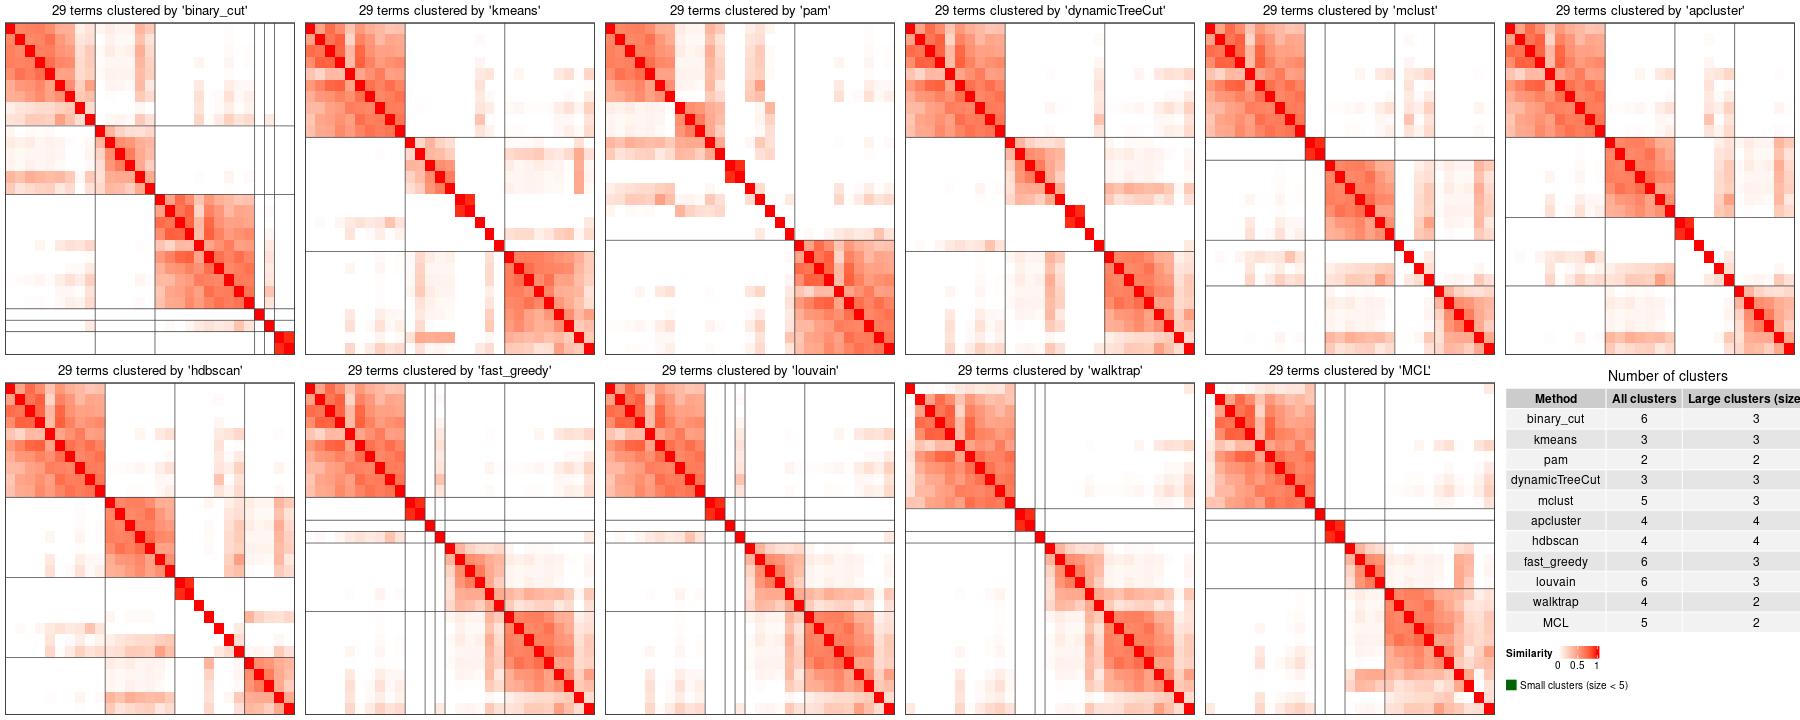 29 terms clustered by 'binary_cut'
29 terms clustered by 'kmeans'
29 terms clustered by 'pam'
29 terms clustered by 'dynamicTreeCut'
29 terms clustered by 'mclust'
29 terms clustered by 'apcluster'
29 terms clustered by 'hdbscan'
29 terms clustered by 'fast_greedy'
29 terms clustered by 'louvain'
29 terms clustered by 'walktrap'
29 terms clustered by 'MCL'
Number of clusters
Method All clusters Large clusters (size
binary_cut 6 3
kmeans 3 3
pam 2 2
dynamicTreeCut 3 3
mclust 5 3
apcluster 4 4
hdbscan 4 4
fast_greedy 6 3
louvain 6 3
walktrap 4 2
MCL 5 2
Similarity
0 0.5 1
Small clusters (size < 5)